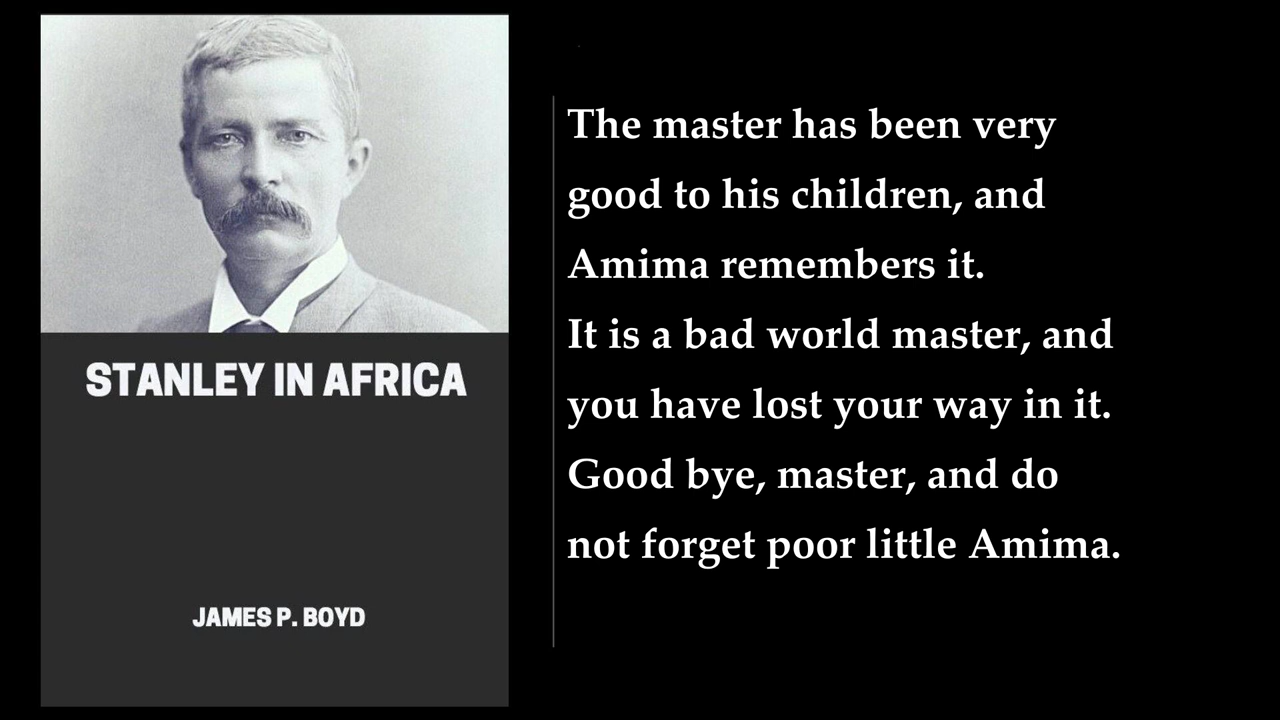 STANLEY IN AFRICA
JAMES P. BOYD
The master has been very
good to his children, and
Amima remembers it.
It is a bad world master, and
you have lost your way in it.
Good bye, master, and do
not forget poor little Amima.